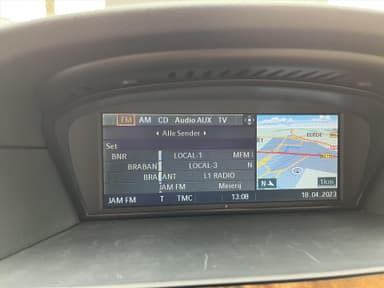 FM AM CD Audio AUX TV
Alle Sender
Set
BNR LOCAL-1 MFM
BRABANT LOCAL-3 N
BRABANT L1 RADIO
JAM FM Meierij
JAM FM T TMC 13:08
N 1km
18.04.2023